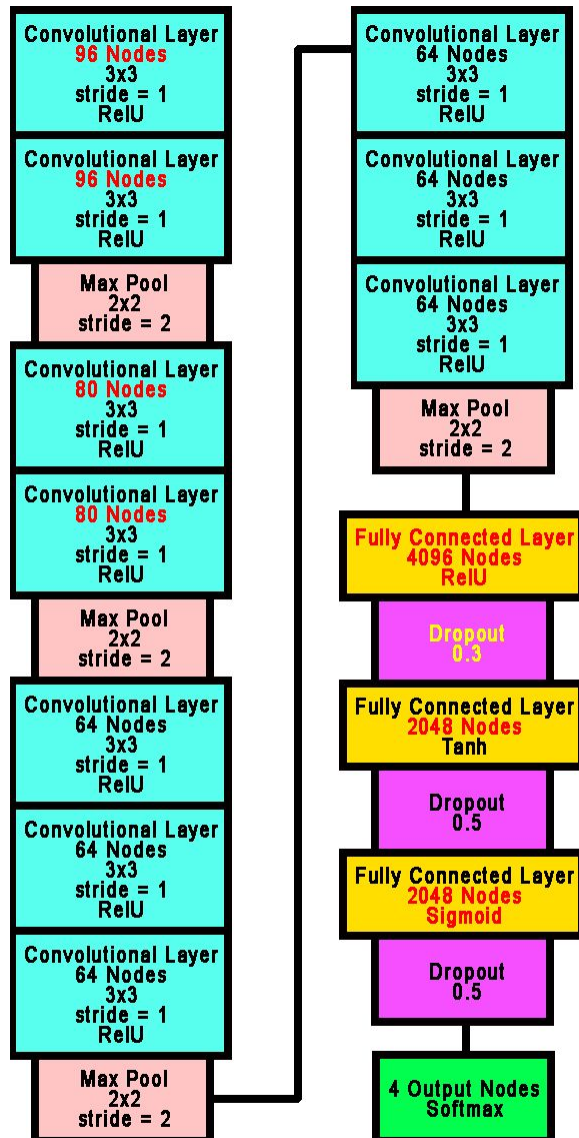 Convolutional Layer
96 Nodes
3x3
stride = 1
RelU
Convolutional Layer
96 Nodes
3x3
stride = 1
RelU
Max Pool
2x2
stride = 2
Convolutional Layer
80 Nodes
3x3
stride = 1
RelU
Convolutional Layer
80 Nodes
3x3
stride = 1
RelU
Max Pool
2x2
stride = 2
Convolutional Layer
64 Nodes
3x3
stride = 1
RelU
Convolutional Layer
64 Nodes
3x3
stride = 1
RelU
Convolutional Layer
64 Nodes
3x3
stride = 1
RelU
Max Pool
2x2
stride = 2
Convolutional Layer
64 Nodes
3x3
stride = 1
RelU
Convolutional Layer
64 Nodes
3x3
stride = 1
RelU
Convolutional Layer
64 Nodes
3x3
stride = 1
RelU
Max Pool
2x2
stride = 2
Fully Connected Layer
4096 Nodes
RelU
Dropout
0.3
Fully Connected Layer
2048 Nodes
Tanh
Dropout
0.5
Fully Connected Layer
2048 Nodes
Sigmoid
Dropout
0.5
4 Output Nodes
Softmax